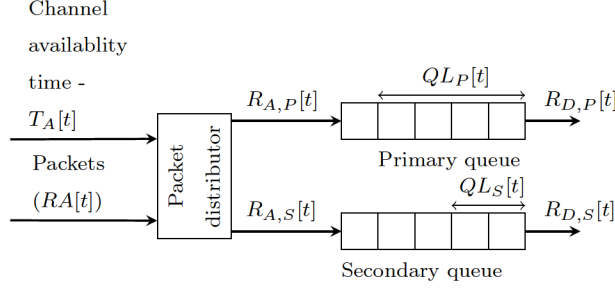 Channel
availablity
time -
T_A[t]
Packets
(RA[t])
Packet
distributor
R_{A,P}[t]
QL_P[t]
R_{D,P}[t]
Primary queue
R_{A,S}[t]
QL_S[t]
R_{D,S}[t]
Secondary queue